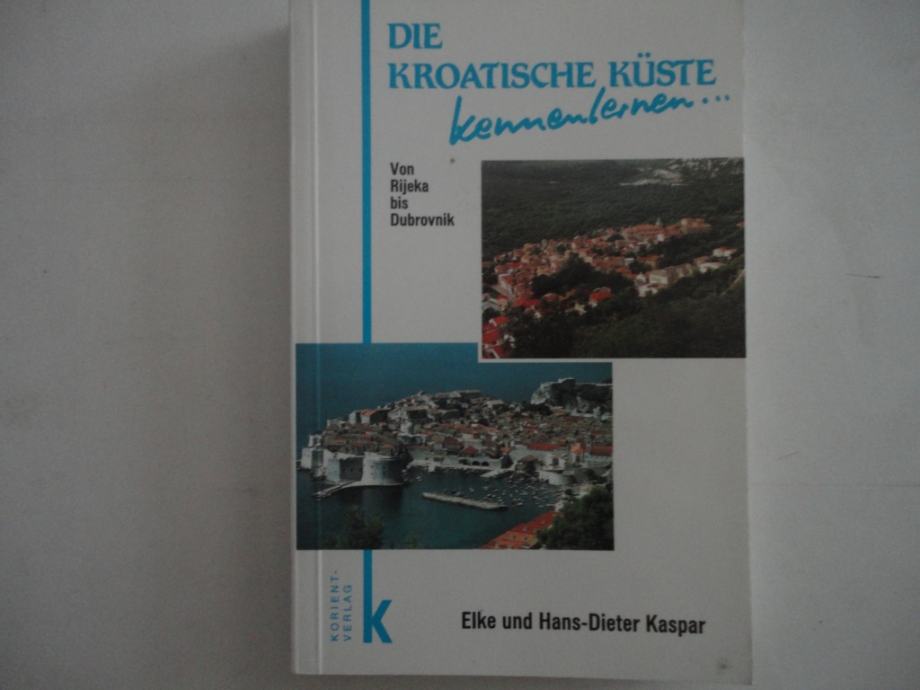 DIE
KROATISCHE KÜSTE
kennenlernen...
Von
Rijeka
bis
Dubrovnik
KORIENT-
VERLAG
K
Elke und Hans-Dieter Kaspar